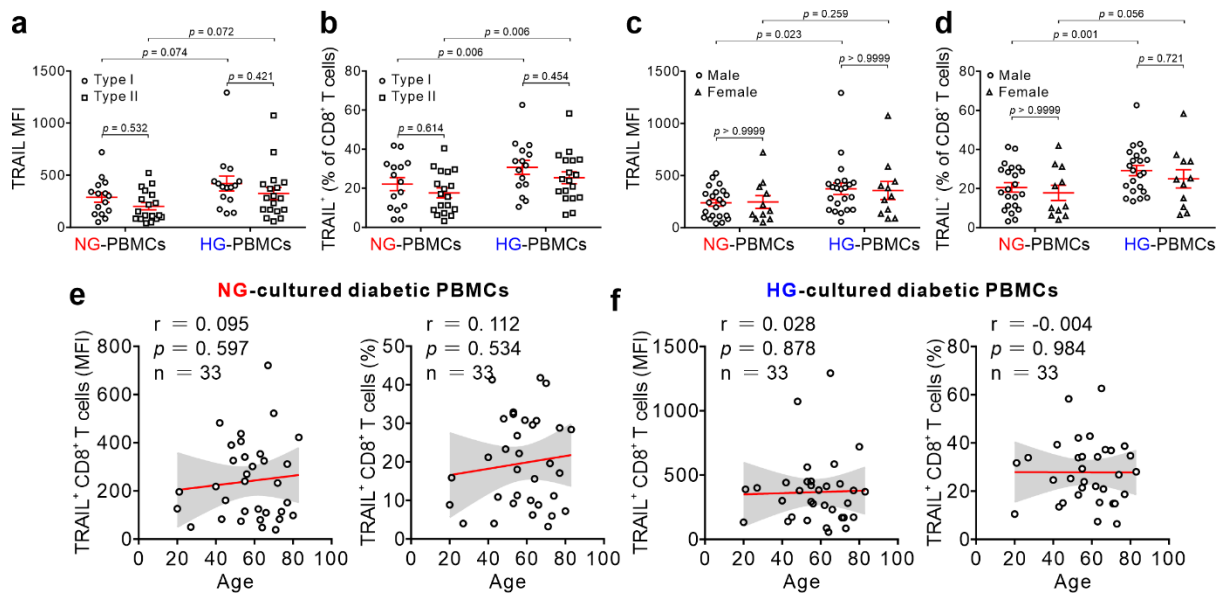 a
p = 0.072
p = 0.074
TRAIL MFI
1500
1000
500
0
Type I
Type II
p = 0.421
p = 0.532
NG-PBMCs
HG-PBMCs
b
p = 0.006
p = 0.006
TRAIL⁺ (% of CD8⁺ T cells)
80
60
40
20
0
Type I
Type II
p = 0.454
p = 0.614
NG-PBMCs
HG-PBMCs
c
p = 0.259
p = 0.023
TRAIL MFI
1500
1000
500
0
Male
Female
p > 0.9999
p > 0.9999
NG-PBMCs
HG-PBMCs
d
p = 0.056
p = 0.001
TRAIL⁺ (% of CD8⁺ T cells)
80
60
40
20
0
Male
Female
p = 0.721
p > 0.9999
NG-PBMCs
HG-PBMCs
e
NG-cultured diabetic PBMCs
r = 0.095
p = 0.597
n = 33
TRAIL⁺ CD8⁺ T cells (MFI)
800
600
400
200
0
0 20 40 60 80 100
Age
r = 0.112
p = 0.534
n = 33
TRAIL⁺ CD8⁺ T cells (%)
50
40
30
20
10
0
0 20 40 60 80 100
Age
f
HG-cultured diabetic PBMCs
r = 0.028
p = 0.878
n = 33
TRAIL⁺ CD8⁺ T cells (MFI)
1500
1000
500
0
0 20 40 60 80 100
Age
r = -0.004
p = 0.984
n = 33
TRAIL⁺ CD8⁺ T cells (%)
80
60
40
20
0
0 20 40 60 80 100
Age